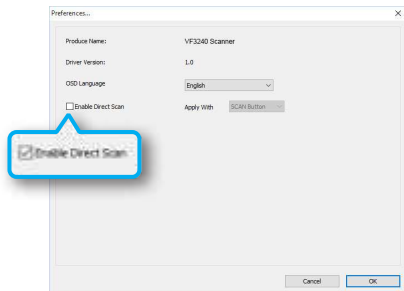 Preferences...
Produce Name: VF3240 Scanner
Driver Version: 1.0
OSD Language English
Enable Direct Scan Apply With SCAN Button
Enable Direct Scan
Cancel OK